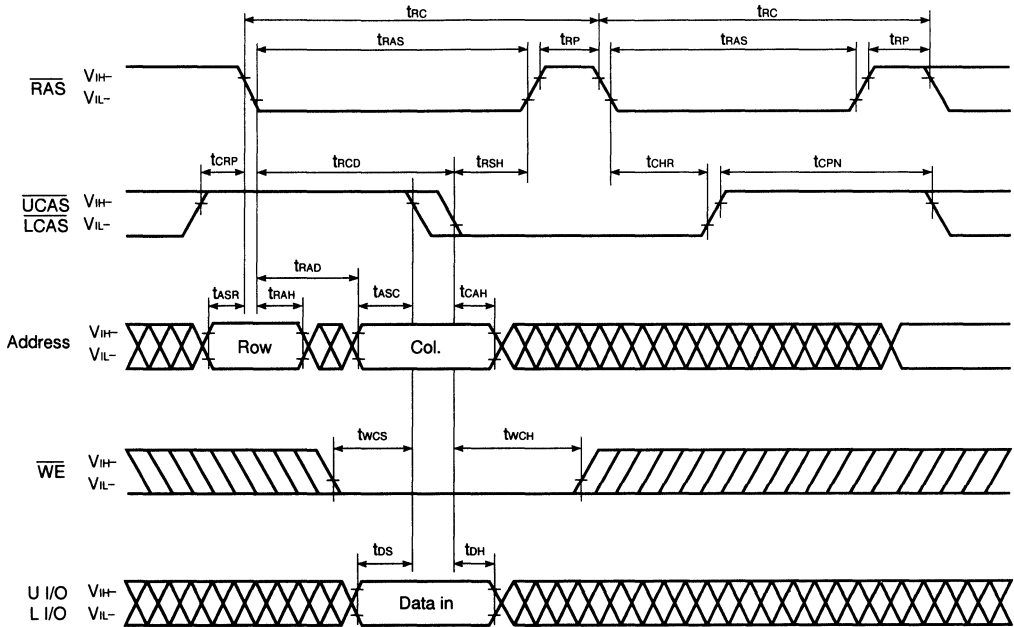 tRC tRC
tRAS tRP tRAS tRP
RAS VIH– VIL–
tCRP tRCD tRSH tCHR tCPN
UCAS VIH–
LCAS VIL–
tRAD
tASR tRAH tASC tCAH
Address VIH– VIL– Row Col.
tWCS tWCH
WE VIH– VIL–
tDS tDH
U I/O VIH– Data in
L I/O VIL–